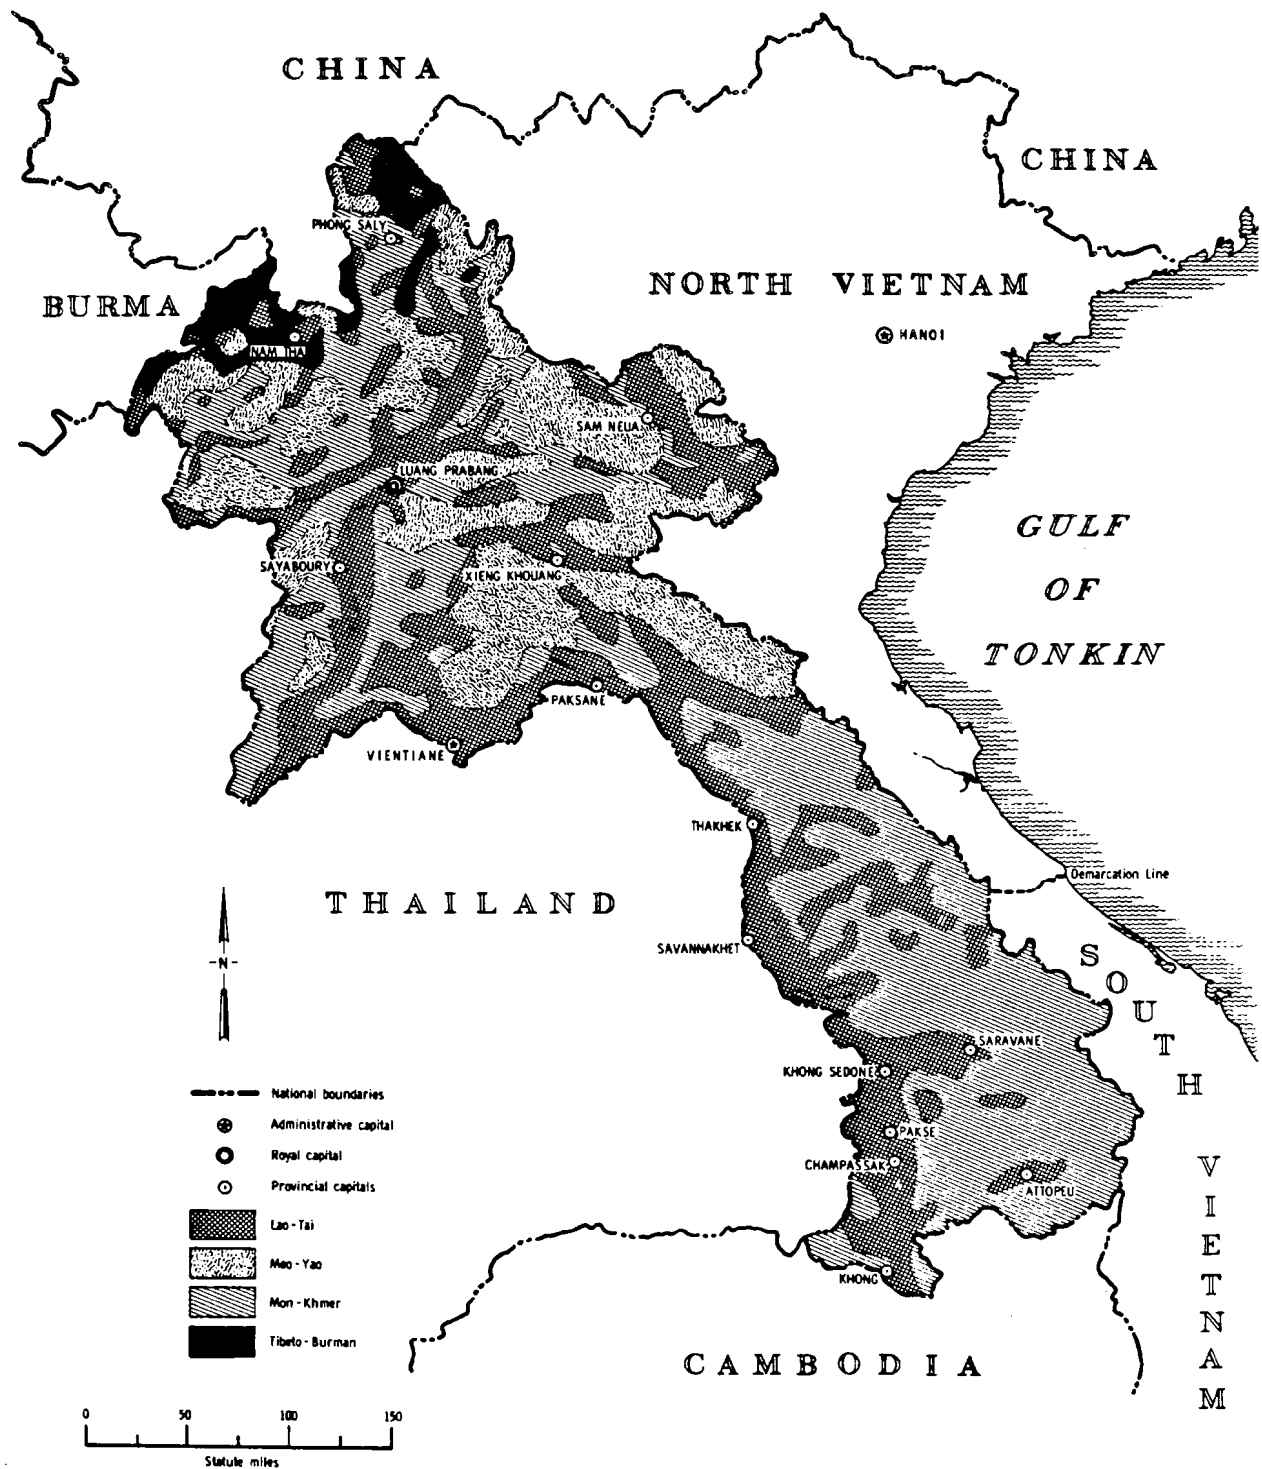 CHINA
CHINA
PHONG SALY
NORTH VIETNAM
BURMA
HANOI
NAM THA
SAM NEUA
LUANG PRABANG
GULF
OF
TONKIN
SAYABOURY
XIENG KHOUANG
PAKSANE
VIENTIANE
THAKHEK
Demarcation Line
THAILAND
-N-
SAVANNAKHET
SOUTH VIETNAM
SARAVANE
KHONG SEDONE
PAKSE
CHAMPASSAK
ATTOPEU
KHONG
CAMBODIA
National boundaries
Administrative capital
Royal capital
Provincial capitals
Lao-Tai
Meo-Yao
Mon-Khmer
Tibeto-Burman
0 50 100 150
Statute miles